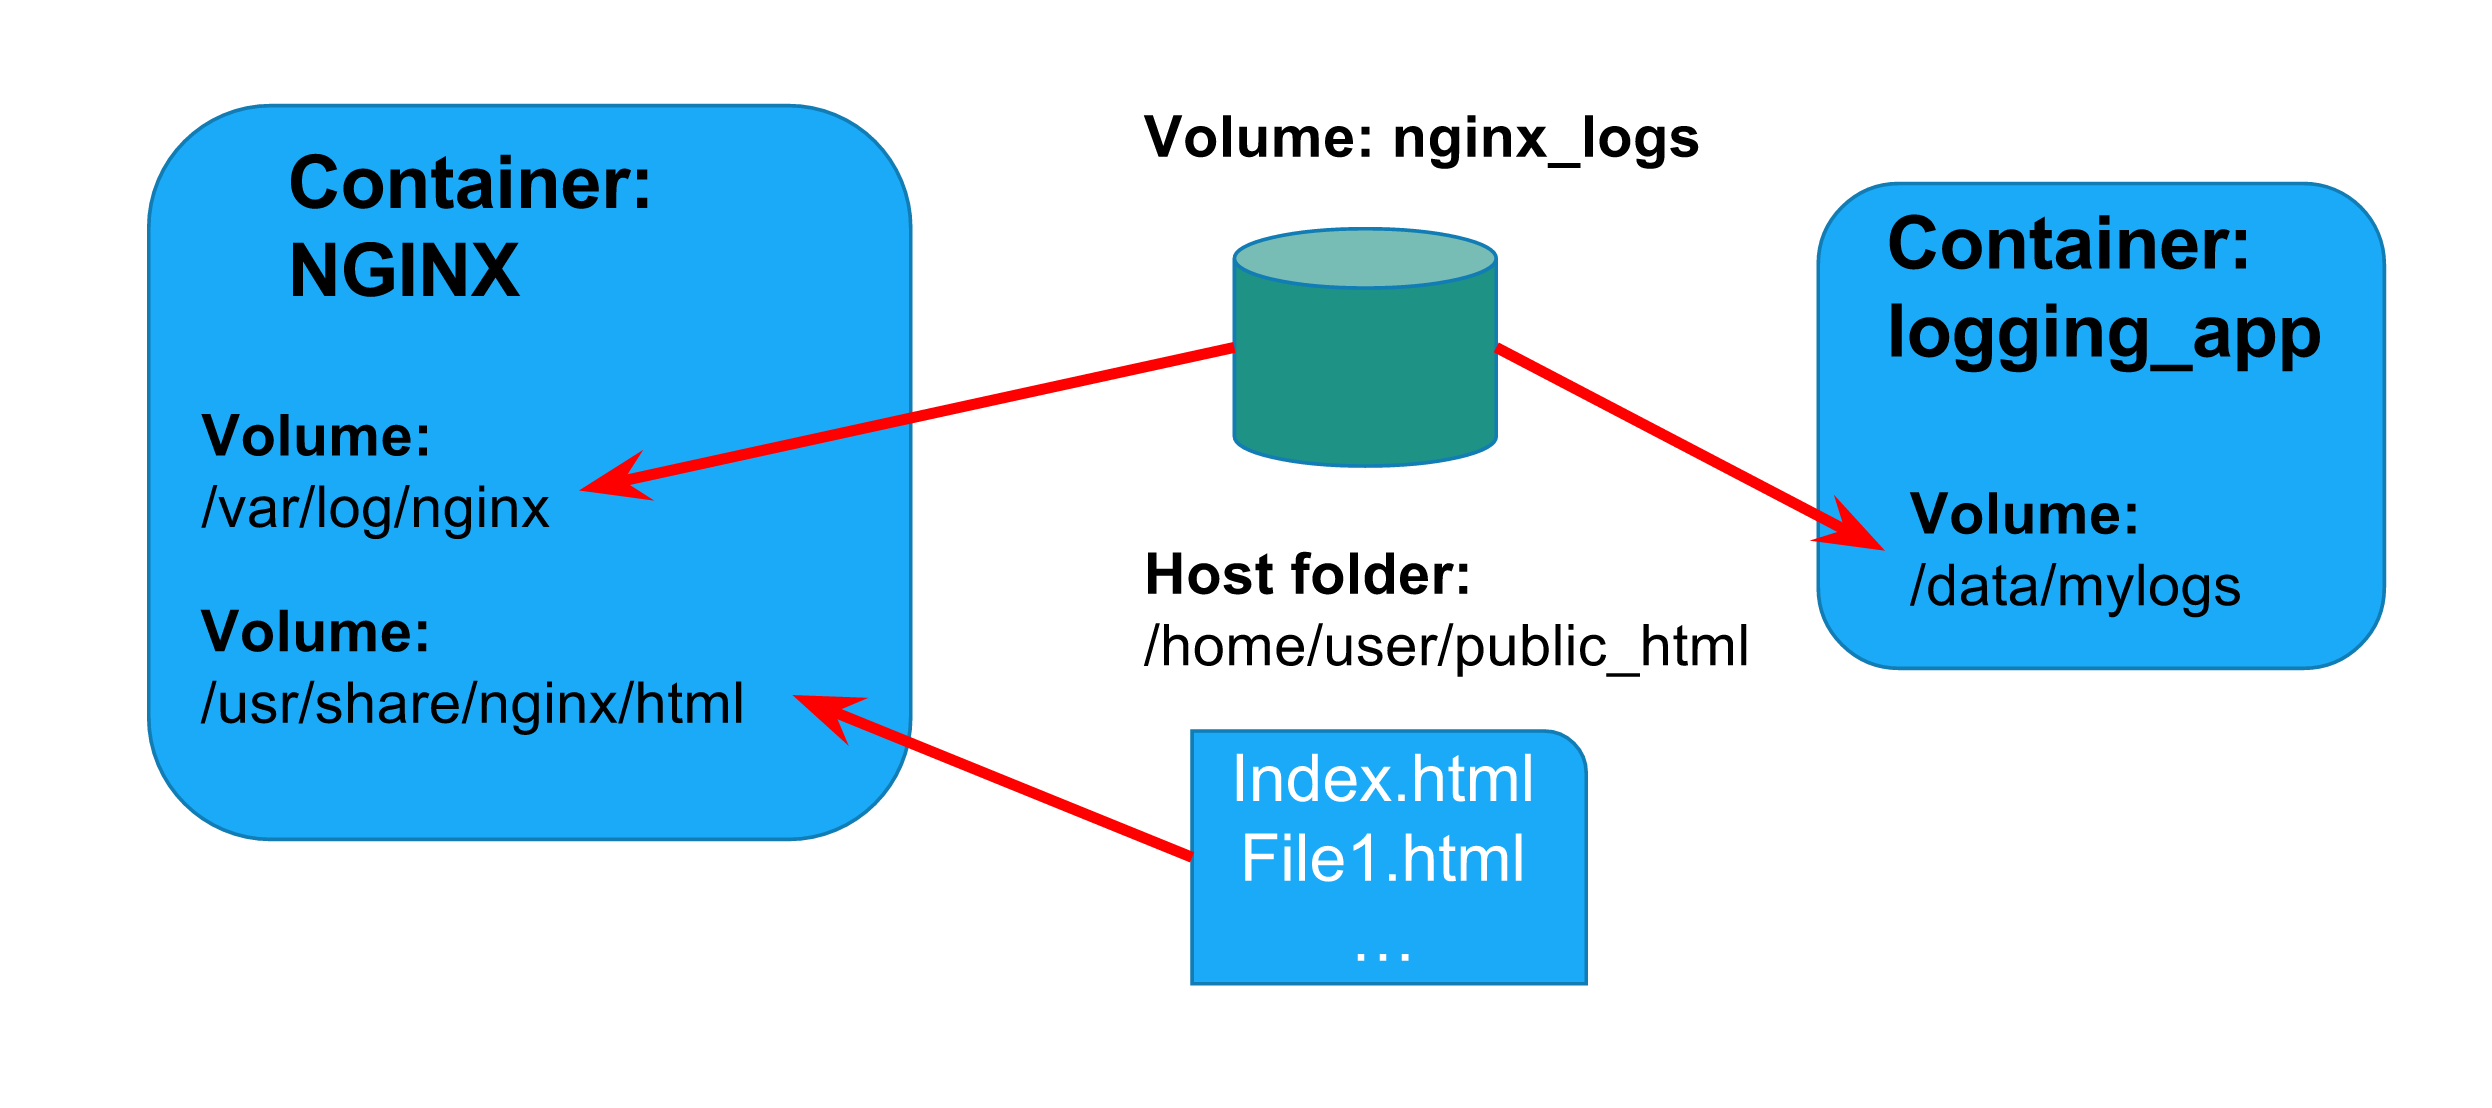 Container:
NGINX
Volume:
/var/log/nginx
Volume:
/usr/share/nginx/html
Volume: nginx_logs
Host folder:
/home/user/public_html
Index.html
File1.html
…
Container:
logging_app
Volume:
/data/mylogs